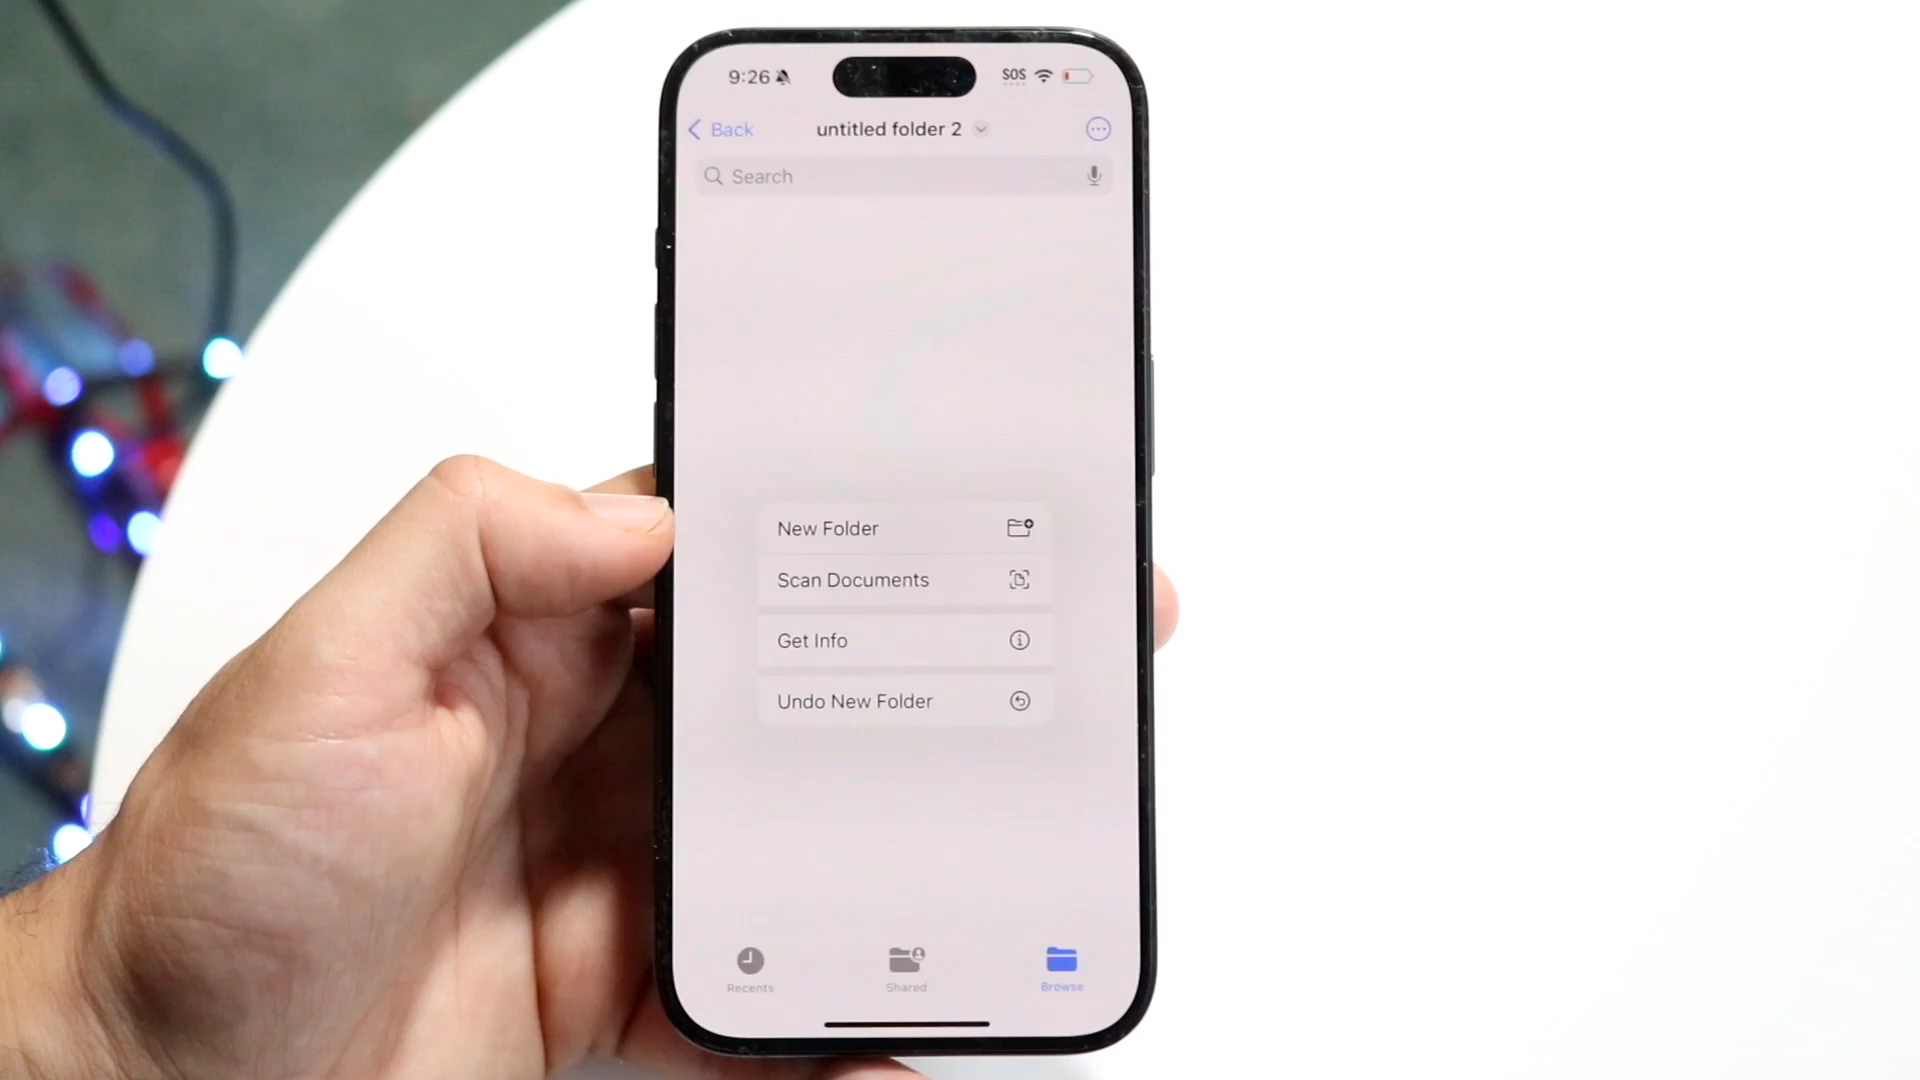 9:26 SOS
Back untitled folder 2
Search
New Folder
Scan Documents
Get Info
Undo New Folder
Recents Shared Browse